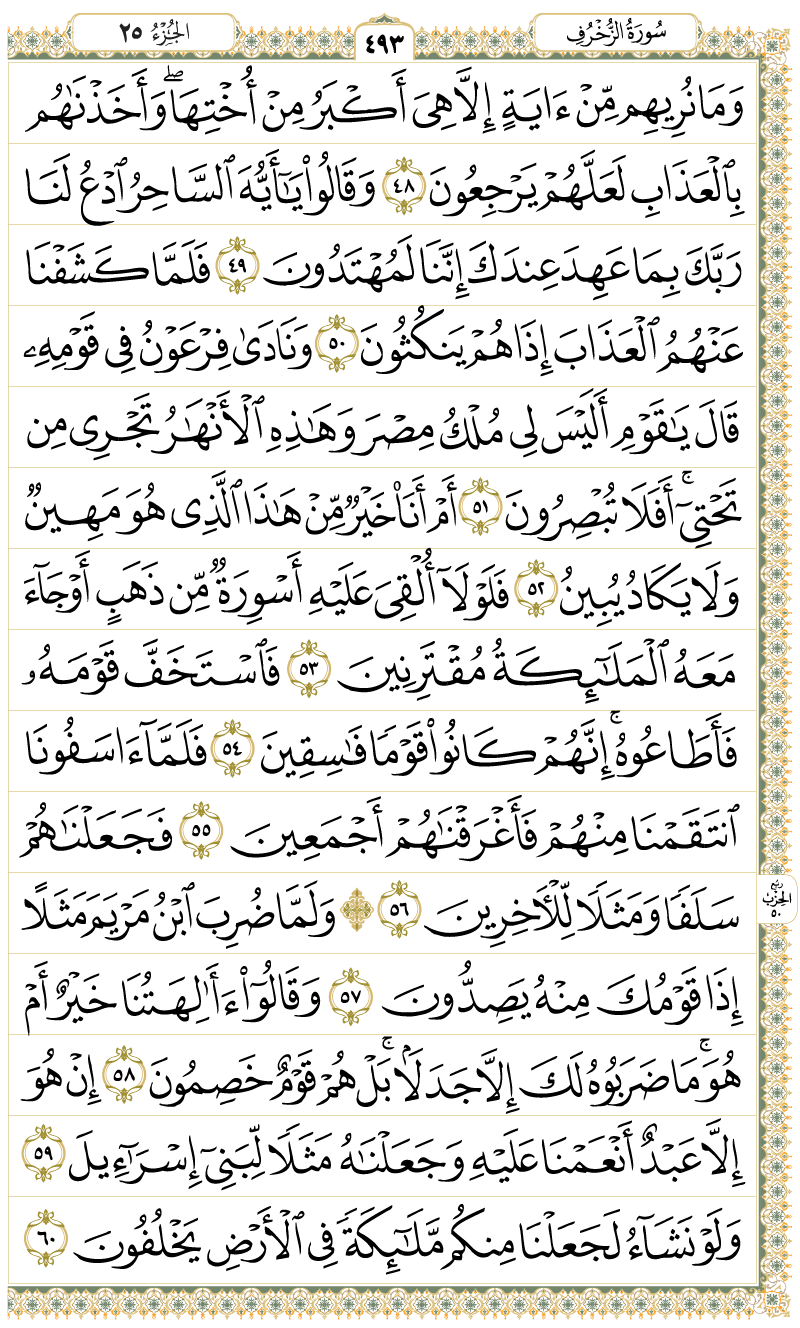 سُورَةُ الزُّخْرُفِ
٤٩٣
الجُزْءُ ٢٥
وَمَا نُرِيهِم مِّنْ ءَايَةٍ إِلَّا هِىَ أَكْبَرُ مِنْ أُخْتِهَا ۖ وَأَخَذْنَٰهُم
بِٱلْعَذَابِ لَعَلَّهُمْ يَرْجِعُونَ ٤٨ وَقَالُوا۟ يَٰٓأَيُّهَ ٱلسَّاحِرُ ٱدْعُ لَنَا
رَبَّكَ بِمَا عَهِدَ عِندَكَ إِنَّنَا لَمُهْتَدُونَ ٤٩ فَلَمَّا كَشَفْنَا
عَنْهُمُ ٱلْعَذَابَ إِذَا هُمْ يَنكُثُونَ ٥٠ وَنَادَىٰ فِرْعَوْنُ فِى قَوْمِهِۦ
قَالَ يَٰقَوْمِ أَلَيْسَ لِى مُلْكُ مِصْرَ وَهَٰذِهِ ٱلْأَنْهَٰرُ تَجْرِى مِن
تَحْتِىٓ ۚ أَفَلَا تُبْصِرُونَ ٥١ أَمْ أَنَا۠ خَيْرٌ مِّنْ هَٰذَا ٱلَّذِى هُوَ مَهِينٌ
وَلَا يَكَادُ يُبِينُ ٥٢ فَلَوْلَآ أُلْقِىَ عَلَيْهِ أَسْوِرَةٌ مِّن ذَهَبٍ أَوْ جَآءَ
مَعَهُ ٱلْمَلَٰٓئِكَةُ مُقْتَرِنِينَ ٥٣ فَٱسْتَخَفَّ قَوْمَهُۥ
فَأَطَاعُوهُ ۚ إِنَّهُمْ كَانُوا۟ قَوْمًا فَٰسِقِينَ ٥٤ فَلَمَّآ ءَاسَفُونَا
ٱنتَقَمْنَا مِنْهُمْ فَأَغْرَقْنَٰهُمْ أَجْمَعِينَ ٥٥ فَجَعَلْنَٰهُمْ
سَلَفًا وَمَثَلًا لِّلْءَاخِرِينَ ٥٦ ۞ وَلَمَّا ضُرِبَ ٱبْنُ مَرْيَمَ مَثَلًا
رُبع الحِزْب ٥٠
إِذَا قَوْمُكَ مِنْهُ يَصِدُّونَ ٥٧ وَقَالُوٓا۟ ءَأَٰلِهَتُنَا خَيْرٌ أَمْ
هُوَ ۚ مَا ضَرَبُوهُ لَكَ إِلَّا جَدَلًۢا ۚ بَلْ هُمْ قَوْمٌ خَصِمُونَ ٥٨ إِنْ هُوَ
إِلَّا عَبْدٌ أَنْعَمْنَا عَلَيْهِ وَجَعَلْنَٰهُ مَثَلًا لِّبَنِىٓ إِسْرَٰٓءِيلَ ٥٩
وَلَوْ نَشَآءُ لَجَعَلْنَا مِنكُم مَّلَٰٓئِكَةً فِى ٱلْأَرْضِ يَخْلُفُونَ ٦٠